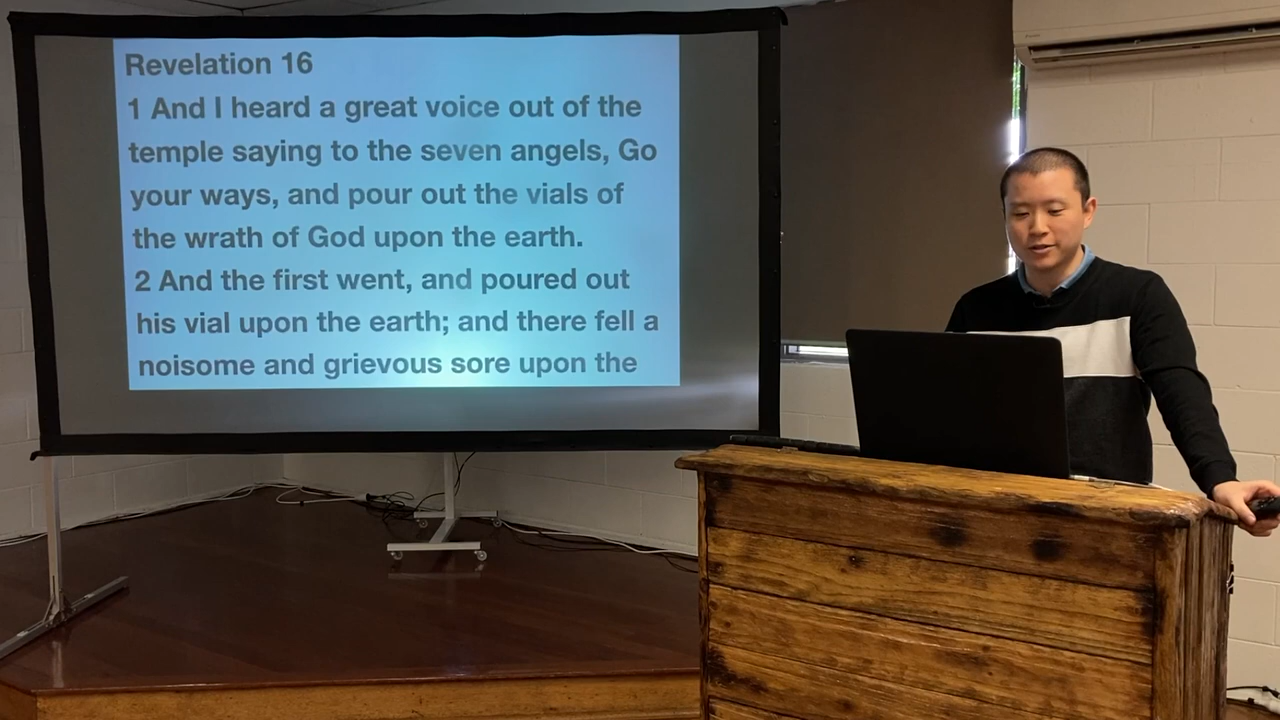 Revelation 16
1 And I heard a great voice out of the
temple saying to the seven angels, Go
your ways, and pour out the vials of
the wrath of God upon the earth.
2 And the first went, and poured out
his vial upon the earth; and there fell a
noisome and grievous sore upon the